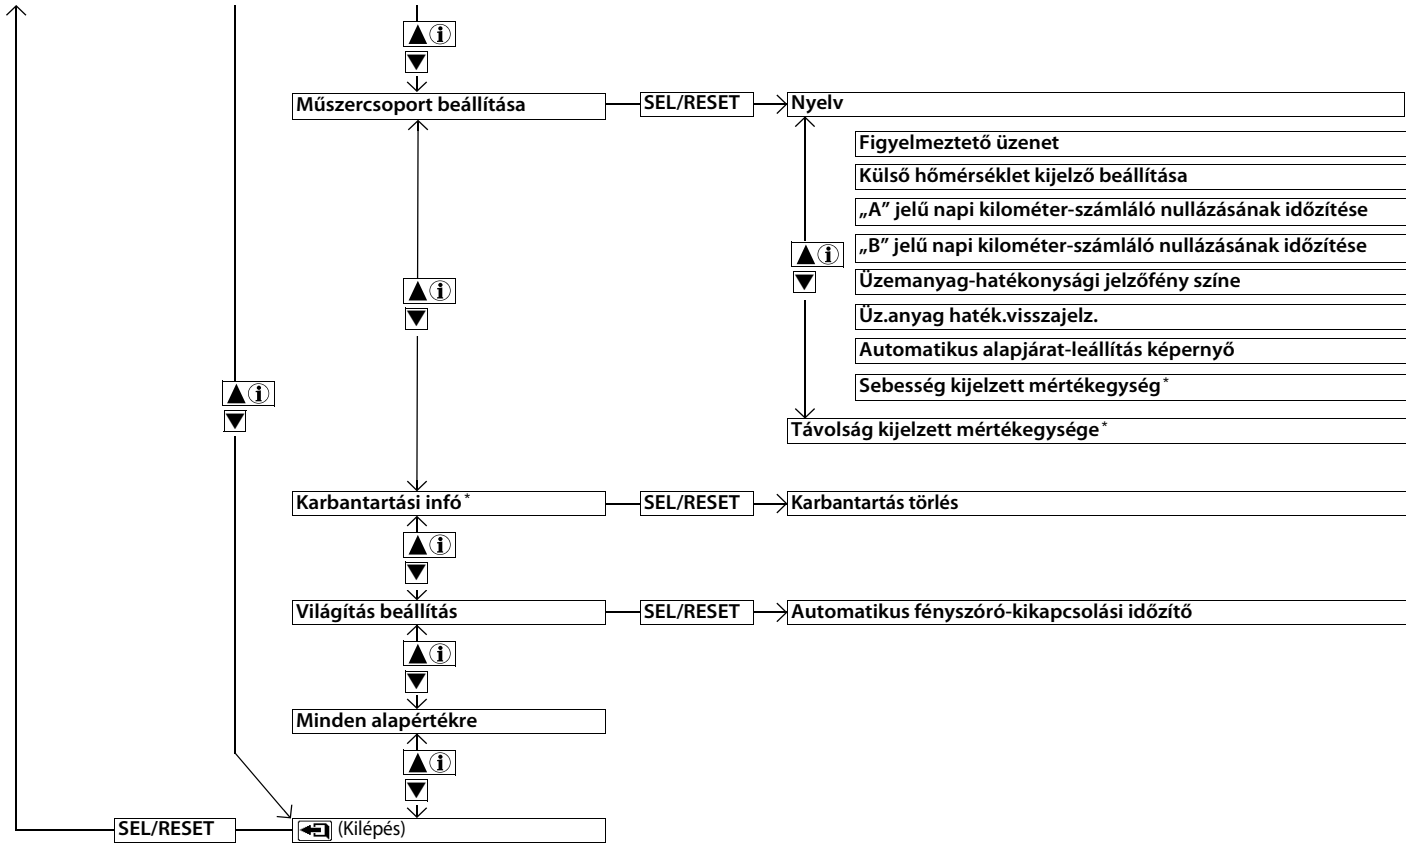 Műszercsoport beállítása SEL/RESET Nyelv
Figyelmeztető üzenet
Külső hőmérséklet kijelző beállítása
„A” jelű napi kilométer-számláló nullázásának időzítése
„B” jelű napi kilométer-számláló nullázásának időzítése
Üzemanyag-hatékonysági jelzőfény színe
Üz.anyag haték.visszajelz.
Automatikus alapjárat-leállítás képernyő
Sebesség kijelzett mértékegység*
Távolság kijelzett mértékegysége*
Karbantartási infó* SEL/RESET Karbantartás törlés
Világítás beállítás SEL/RESET Automatikus fényszóró-kikapcsolási időzítő
Minden alapértékre
SEL/RESET (Kilépés)